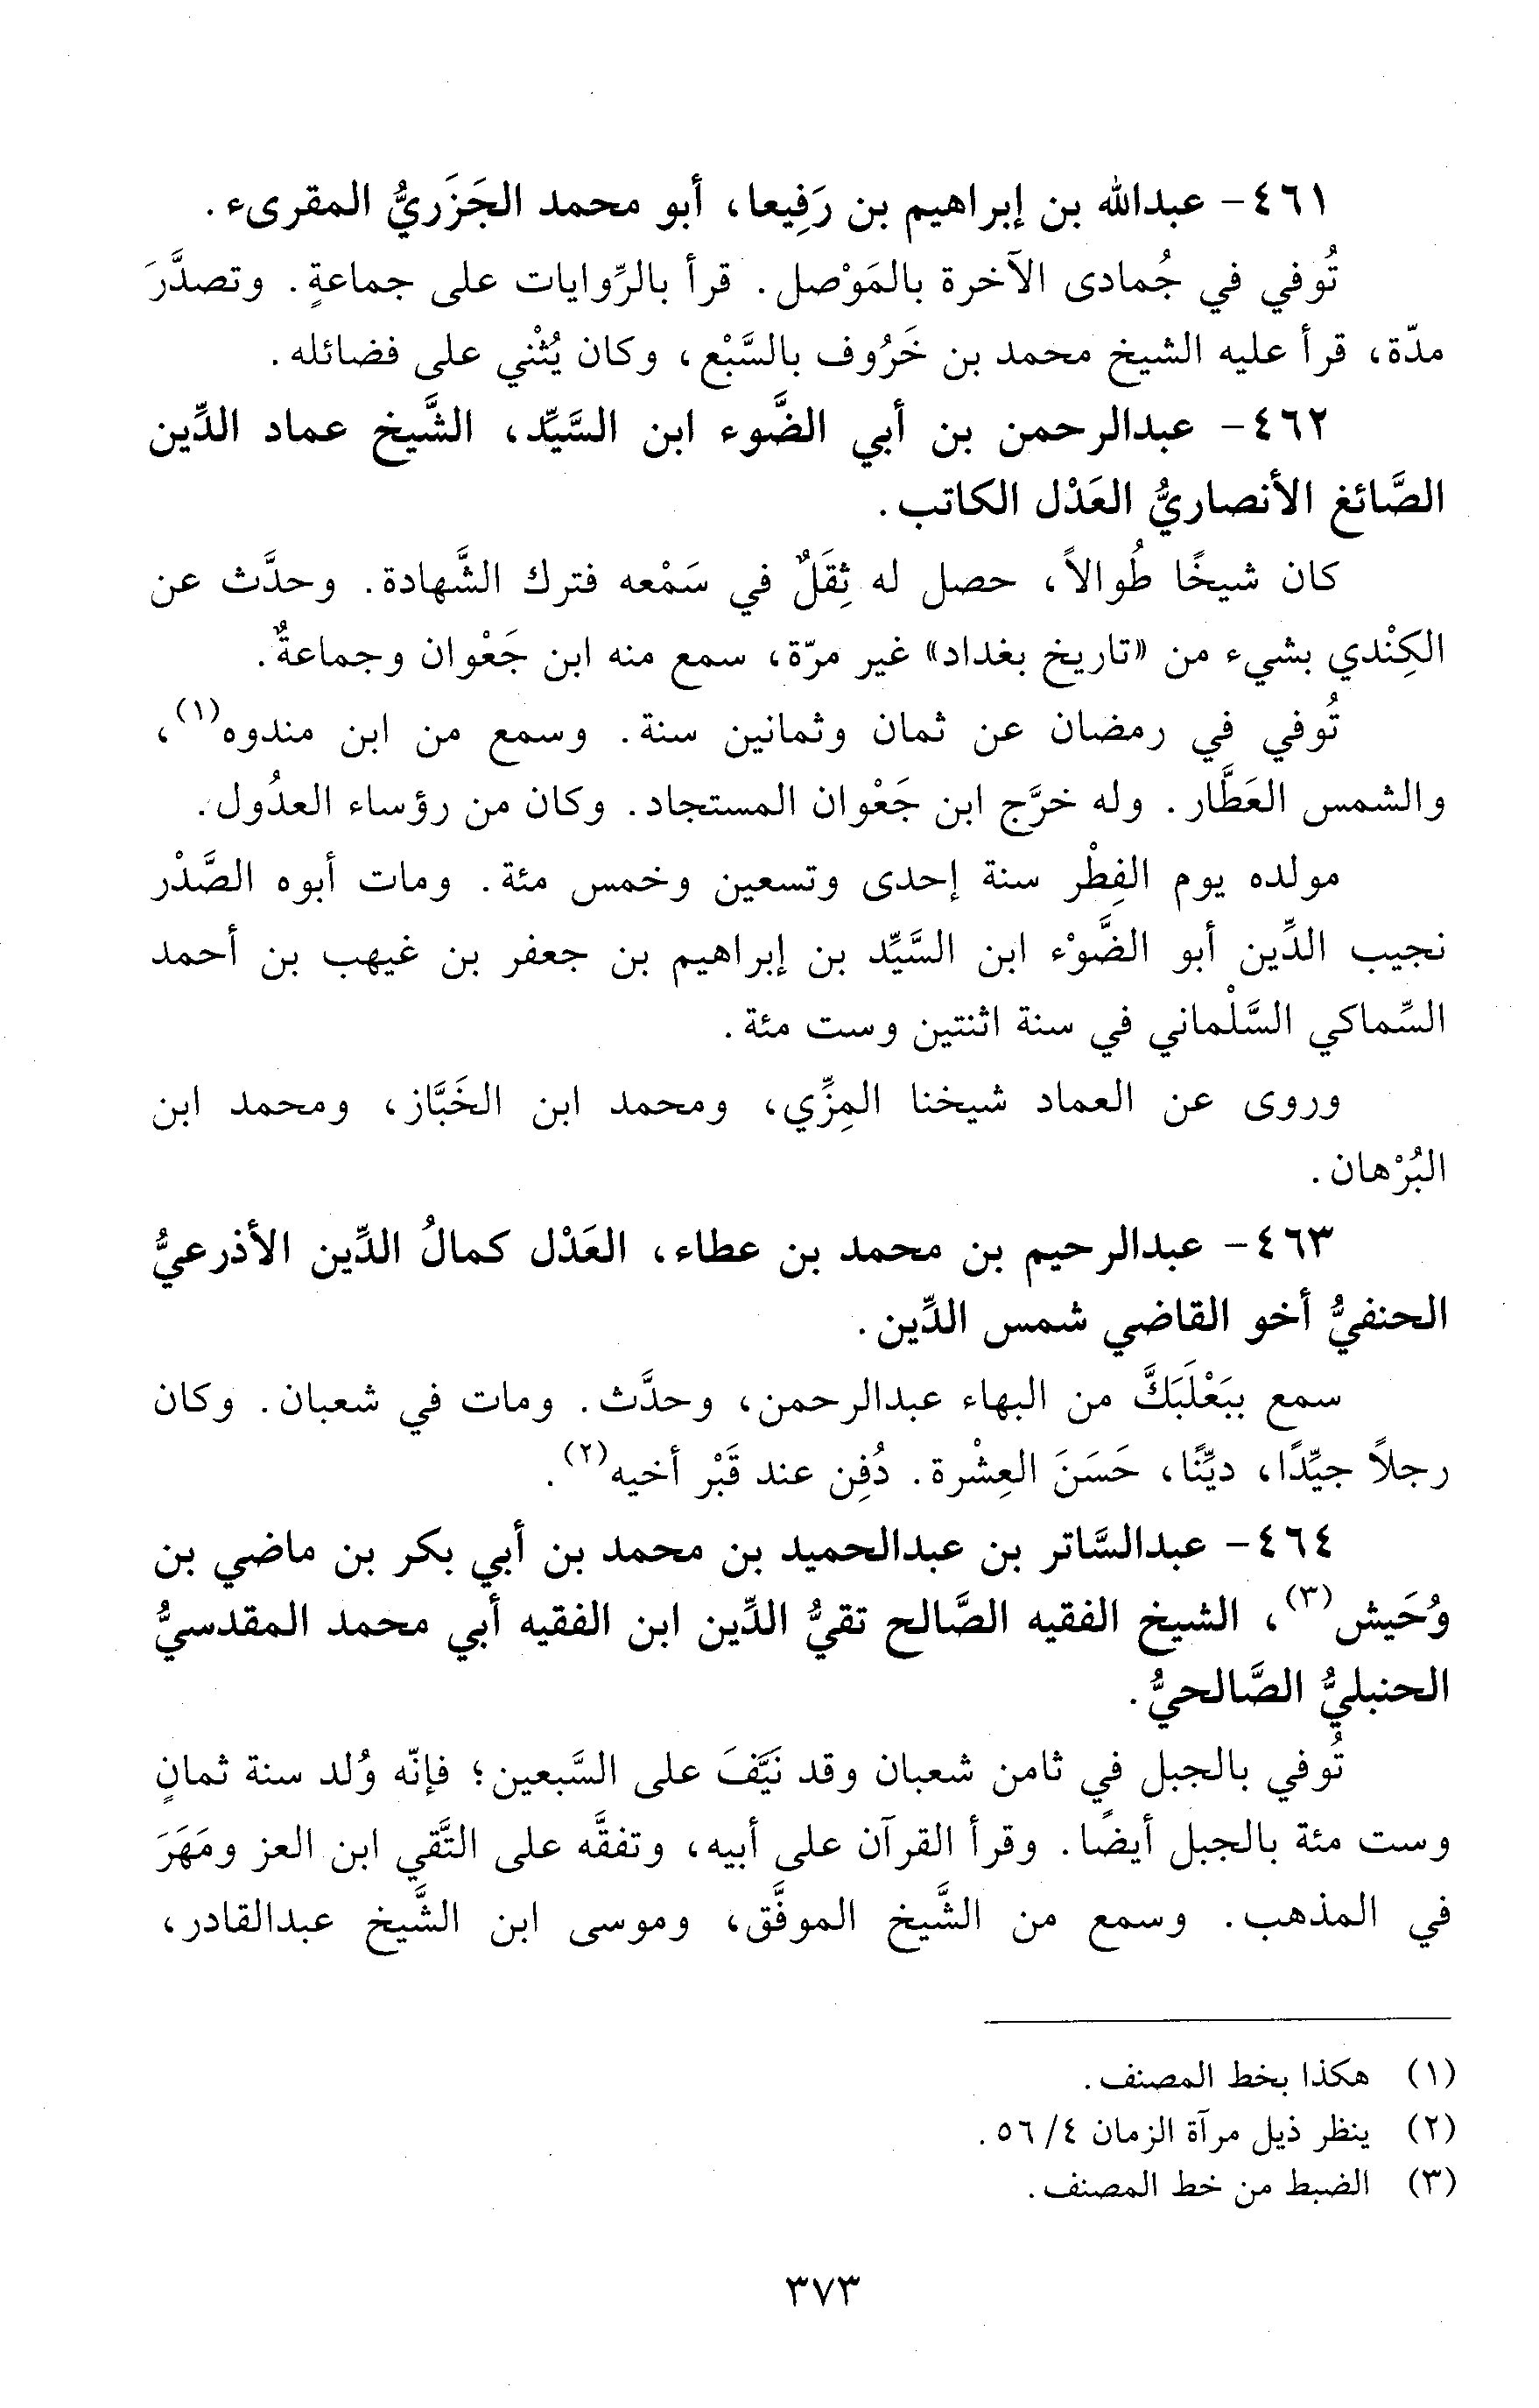 ٤٦١- عبدالله بن إبراهيم بن رَفِيعا، أبو محمد الجَزَريُّ المقرىء.
تُوفي في جُمادى الآخرة بالمَوْصل. قرأ بالرِّوايات على جماعةٍ. وتصدَّرَ
مدّة، قرأ عليه الشيخ محمد بن خَرُوف بالسَّبْع، وكان يُثْني على فضائله.
٤٦٢- عبدالرحمن بن أبي الضَّوء ابن السَّيِّد، الشَّيخ عماد الدِّين
الصَّائغ الأنصاريُّ العَدْل الكاتب.
كان شيخًا طُوالاً، حصل له ثِقَلٌ في سَمْعه فترك الشَّهادة. وحدَّث عن
الكِنْدي بشيء من «تاريخ بغداد» غير مرّة، سمع منه ابن جَعْوان وجماعةٌ.
تُوفي في رمضان عن ثمان وثمانين سنة. وسمع من ابن مندوه(١)،
والشمس العَطَّار. وله خرَّج ابن جَعْوان المستجاد. وكان من رؤساء العدُول.
مولده يوم الفِطْر سنة إحدى وتسعين وخمس مئة. ومات أبوه الصَّدْر
نجيب الدِّين أبو الضَّوْء ابن السَّيِّد بن إبراهيم بن جعفر بن غيهب بن أحمد
السِّماكي السَّلْماني في سنة اثنتين وست مئة.
وروى عن العماد شيخنا المِزِّي، ومحمد ابن الخَبَّاز، ومحمد ابن
البُرْهان.
٤٦٣- عبدالرحيم بن محمد بن عطاء، العَدْل كمالُ الدِّين الأذرعيُّ
الحنفيُّ أخو القاضي شمس الدِّين.
سمع ببَعْلَبَكَّ من البهاء عبدالرحمن، وحدَّث. ومات في شعبان. وكان
رجلاً جيِّدًا، ديِّنًا، حَسَنَ العِشْرة. دُفِن عند قَبْر أخيه(٢).
٤٦٤- عبدالسَّاتر بن عبدالحميد بن محمد بن أبي بكر بن ماضي بن
وُحَيش(٣)، الشيخ الفقيه الصَّالح تقيُّ الدِّين ابن الفقيه أبي محمد المقدسيُّ
الحنبليُّ الصَّالحيُّ.
تُوفي بالجبل في ثامن شعبان وقد نَيَّفَ على السَّبعين؛ فإنّه وُلد سنة ثمانٍ
وست مئة بالجبل أيضًا. وقرأ القرآن على أبيه، وتفقَّه على التَّقي ابن العز ومَهَرَ
في المذهب. وسمع من الشَّيخ الموفَّق، وموسى ابن الشَّيخ عبدالقادر،
(١) هكذا بخط المصنف.
(٢) ينظر ذيل مرآة الزمان ٤/ ٥٦.
(٣) الضبط من خط المصنف.
٣٧٣